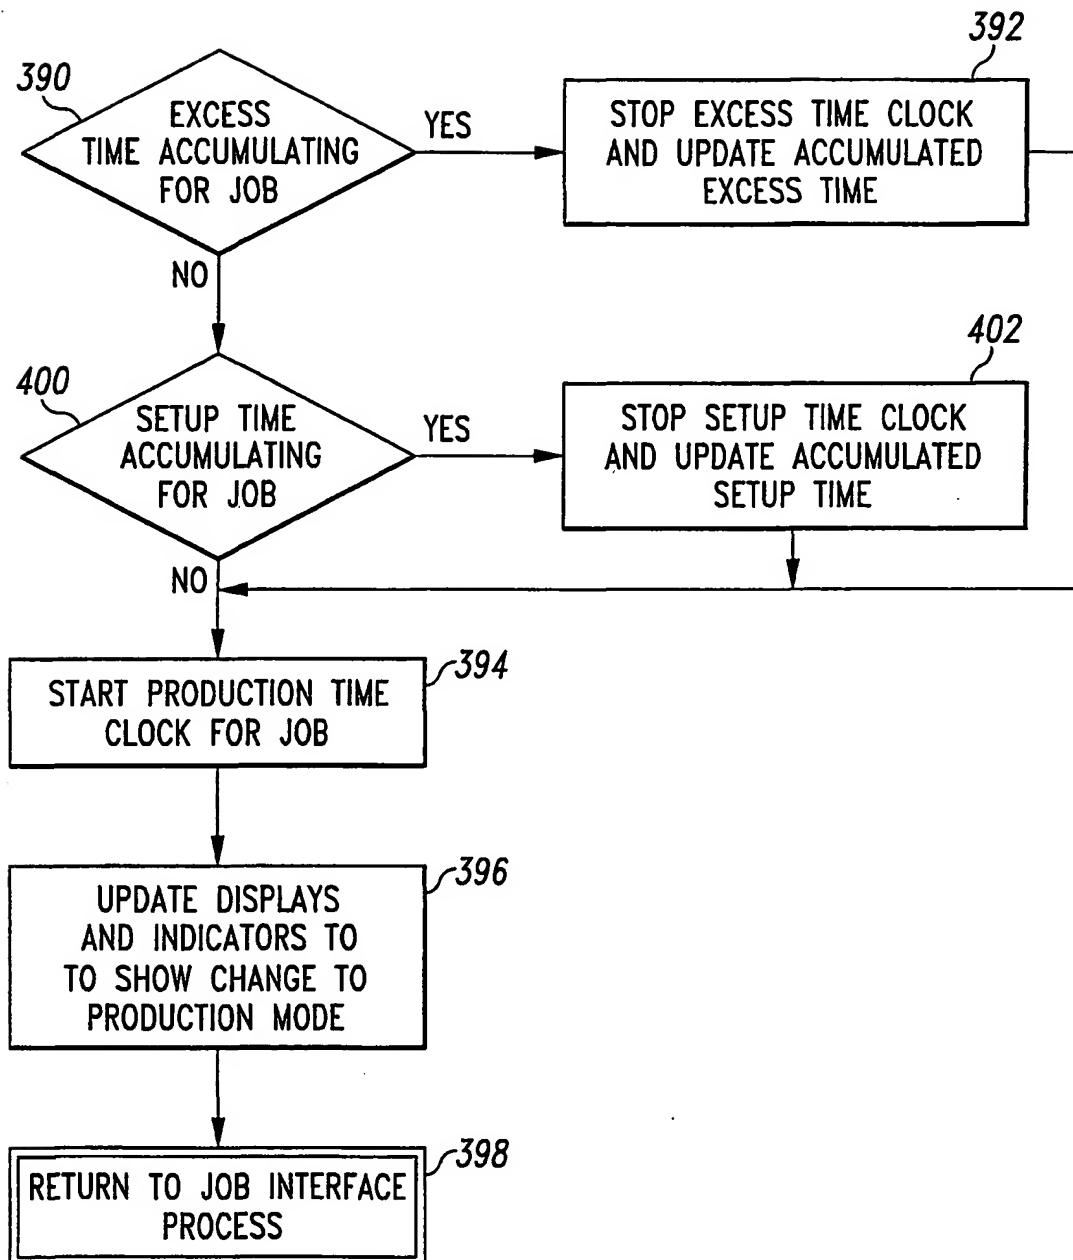 392
390
EXCESS
TIME ACCUMULATING
FOR JOB
YES
STOP EXCESS TIME CLOCK
AND UPDATE ACCUMULATED
EXCESS TIME
NO
402
400
SETUP TIME
ACCUMULATING
FOR JOB
YES
STOP SETUP TIME CLOCK
AND UPDATE ACCUMULATED
SETUP TIME
NO
394
START PRODUCTION TIME
CLOCK FOR JOB
396
UPDATE DISPLAYS
AND INDICATORS TO
TO SHOW CHANGE TO
PRODUCTION MODE
398
RETURN TO JOB INTERFACE
PROCESS